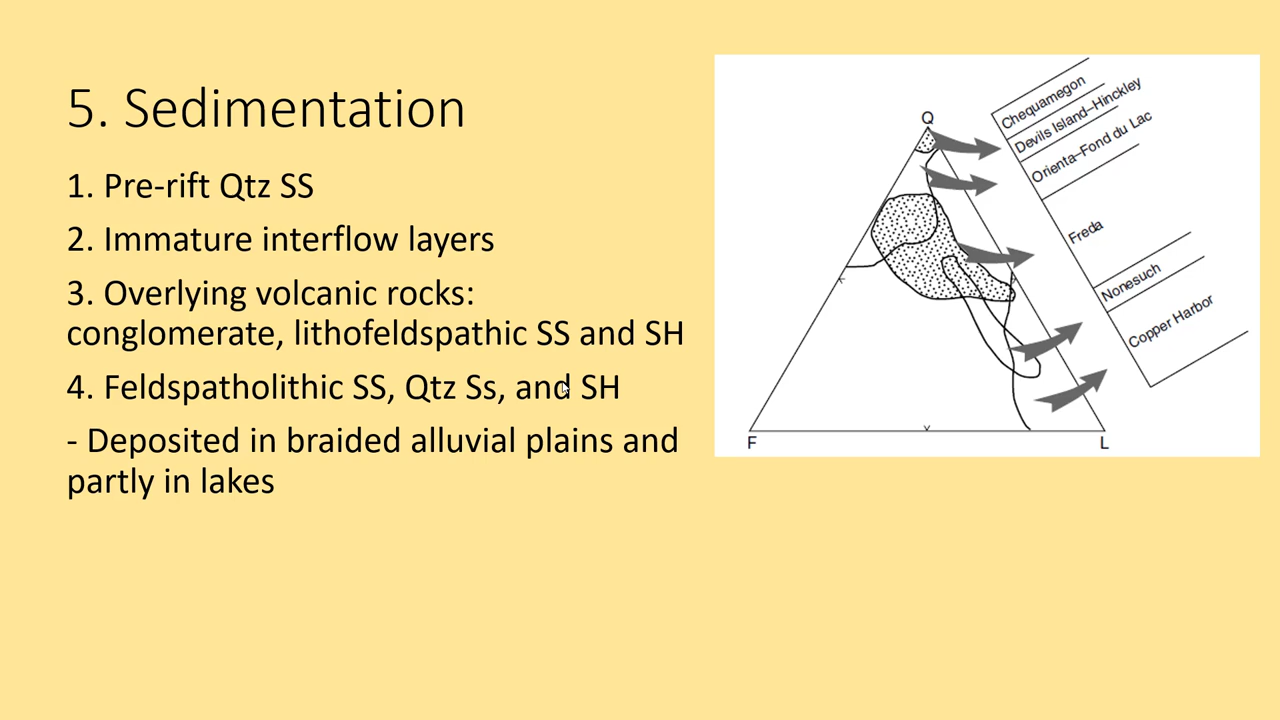 5. Sedimentation
1. Pre-rift Qtz SS
2. Immature interflow layers
3. Overlying volcanic rocks:
conglomerate, lithofeldspathic SS and SH
4. Feldspatholithic SS, Qtz Ss, and SH
- Deposited in braided alluvial plains and
partly in lakes
Q
F
L
Chequamegon
Devils Island–Hinckley
Orienta–Fond du Lac
Freda
Nonesuch
Copper Harbor